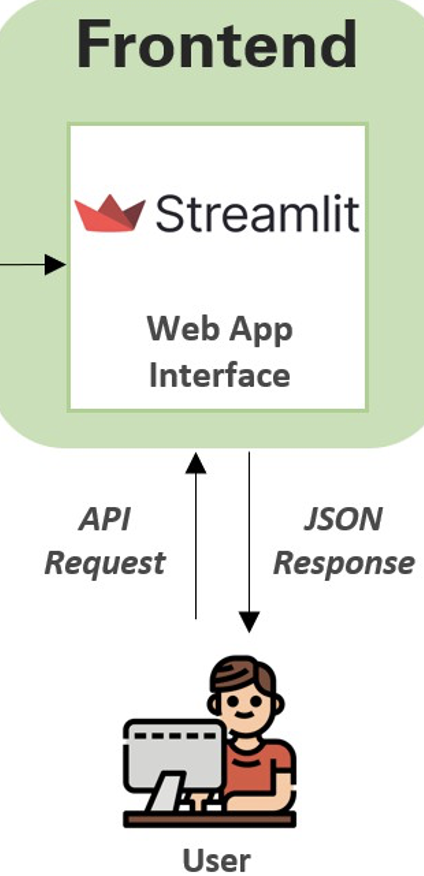 Frontend
Streamlit
Web App
Interface
API
Request
JSON
Response
User